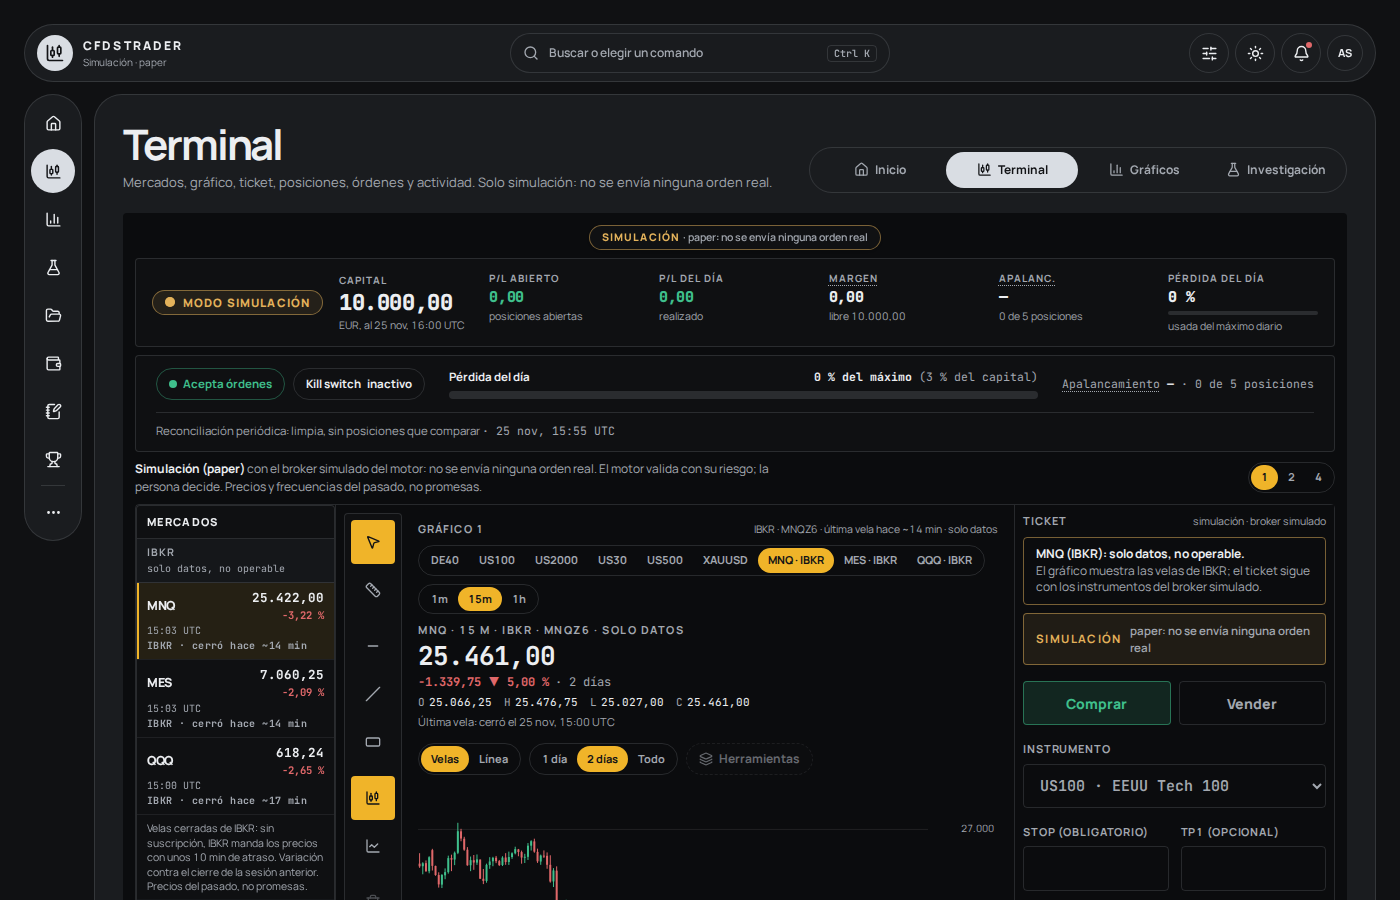 CFDSTRADER
Simulación · paper
Buscar o elegir un comando
Ctrl K
AS
Terminal
Mercados, gráfico, ticket, posiciones, órdenes y actividad. Solo simulación: no se envía ninguna orden real.
Inicio
Terminal
Gráficos
Investigación
SIMULACIÓN · paper: no se envía ninguna orden real
MODO SIMULACIÓN
CAPITAL
10.000,00
EUR, al 25 nov, 16:00 UTC
P/L ABIERTO
0,00
posiciones abiertas
P/L DEL DÍA
0,00
realizado
MARGEN
0,00
libre 10.000,00
APALANC.
—
0 de 5 posiciones
PÉRDIDA DEL DÍA
0 %
usada del máximo diario
Acepta órdenes
Kill switch inactivo
Pérdida del día
0 % del máximo (3 % del capital)
Apalancamiento — · 0 de 5 posiciones
Reconciliación periódica: limpia, sin posiciones que comparar · 25 nov, 15:55 UTC
Simulación (paper) con el broker simulado del motor: no se envía ninguna orden real. El motor valida con su riesgo; la
persona decide. Precios y frecuencias del pasado, no promesas.
1
2
4
MERCADOS
IBKR
solo datos, no operable
MNQ
25.422,00
-3,22 %
15:03 UTC
IBKR · cerró hace ~14 min
MES
7.060,25
-2,09 %
15:03 UTC
IBKR · cerró hace ~14 min
QQQ
618,24
-2,65 %
15:00 UTC
IBKR · cerró hace ~17 min
Velas cerradas de IBKR: sin
suscripción, IBKR manda los precios
con unos 10 min de atraso. Variación
contra el cierre de la sesión anterior.
Precios del pasado, no promesas.
GRÁFICO 1
IBKR · MNQZ6 · última vela hace ~14 min · solo datos
DE40
US100
US2000
US30
US500
XAUUSD
MNQ · IBKR
MES · IBKR
QQQ · IBKR
1m
15m
1h
MNQ · 15 M · IBKR · MNQZ6 · SOLO DATOS
25.461,00
-1.339,75 ▼ 5,00 % · 2 días
O 25.066,25 H 25.476,75 L 25.027,00 C 25.461,00
Última vela: cerró el 25 nov, 15:00 UTC
Velas
Línea
1 día
2 días
Todo
Herramientas
27.000
TICKET
simulación · broker simulado
MNQ (IBKR): solo datos, no operable.
El gráfico muestra las velas de IBKR; el ticket sigue
con los instrumentos del broker simulado.
SIMULACIÓN
paper: no se envía ninguna orden
real
Comprar
Vender
INSTRUMENTO
US100 · EEUU Tech 100
STOP (OBLIGATORIO)
TP1 (OPCIONAL)